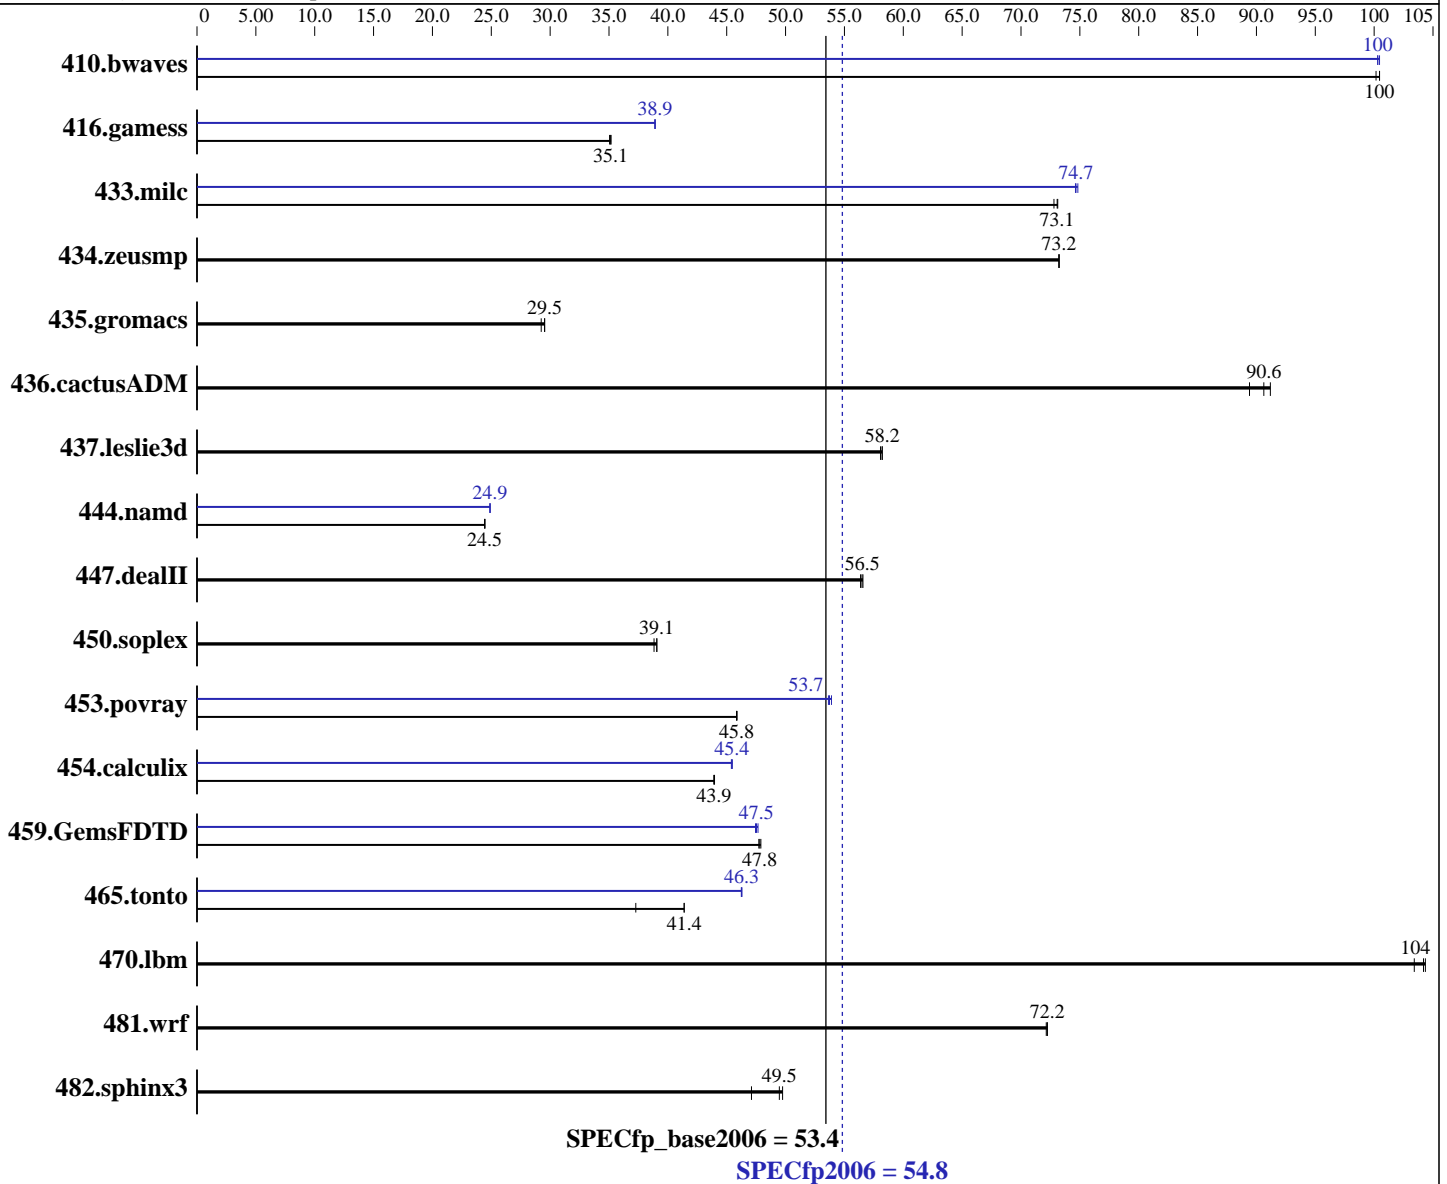 0 5.00 10.0 15.0 20.0 25.0 30.0 35.0 40.0 45.0 50.0 55.0 60.0 65.0 70.0 75.0 80.0 85.0 90.0 95.0 100 105
100
410.bwaves
100
38.9
416.gamess
35.1
74.7
433.milc
73.1
73.2
434.zeusmp
29.5
435.gromacs
90.6
436.cactusADM
58.2
437.leslie3d
24.9
444.namd
24.5
56.5
447.dealII
39.1
450.soplex
53.7
453.povray
45.8
45.4
454.calculix
43.9
47.5
459.GemsFDTD
47.8
46.3
465.tonto
41.4
104
470.lbm
72.2
481.wrf
49.5
482.sphinx3
SPECfp_base2006 = 53.4
SPECfp2006 = 54.8